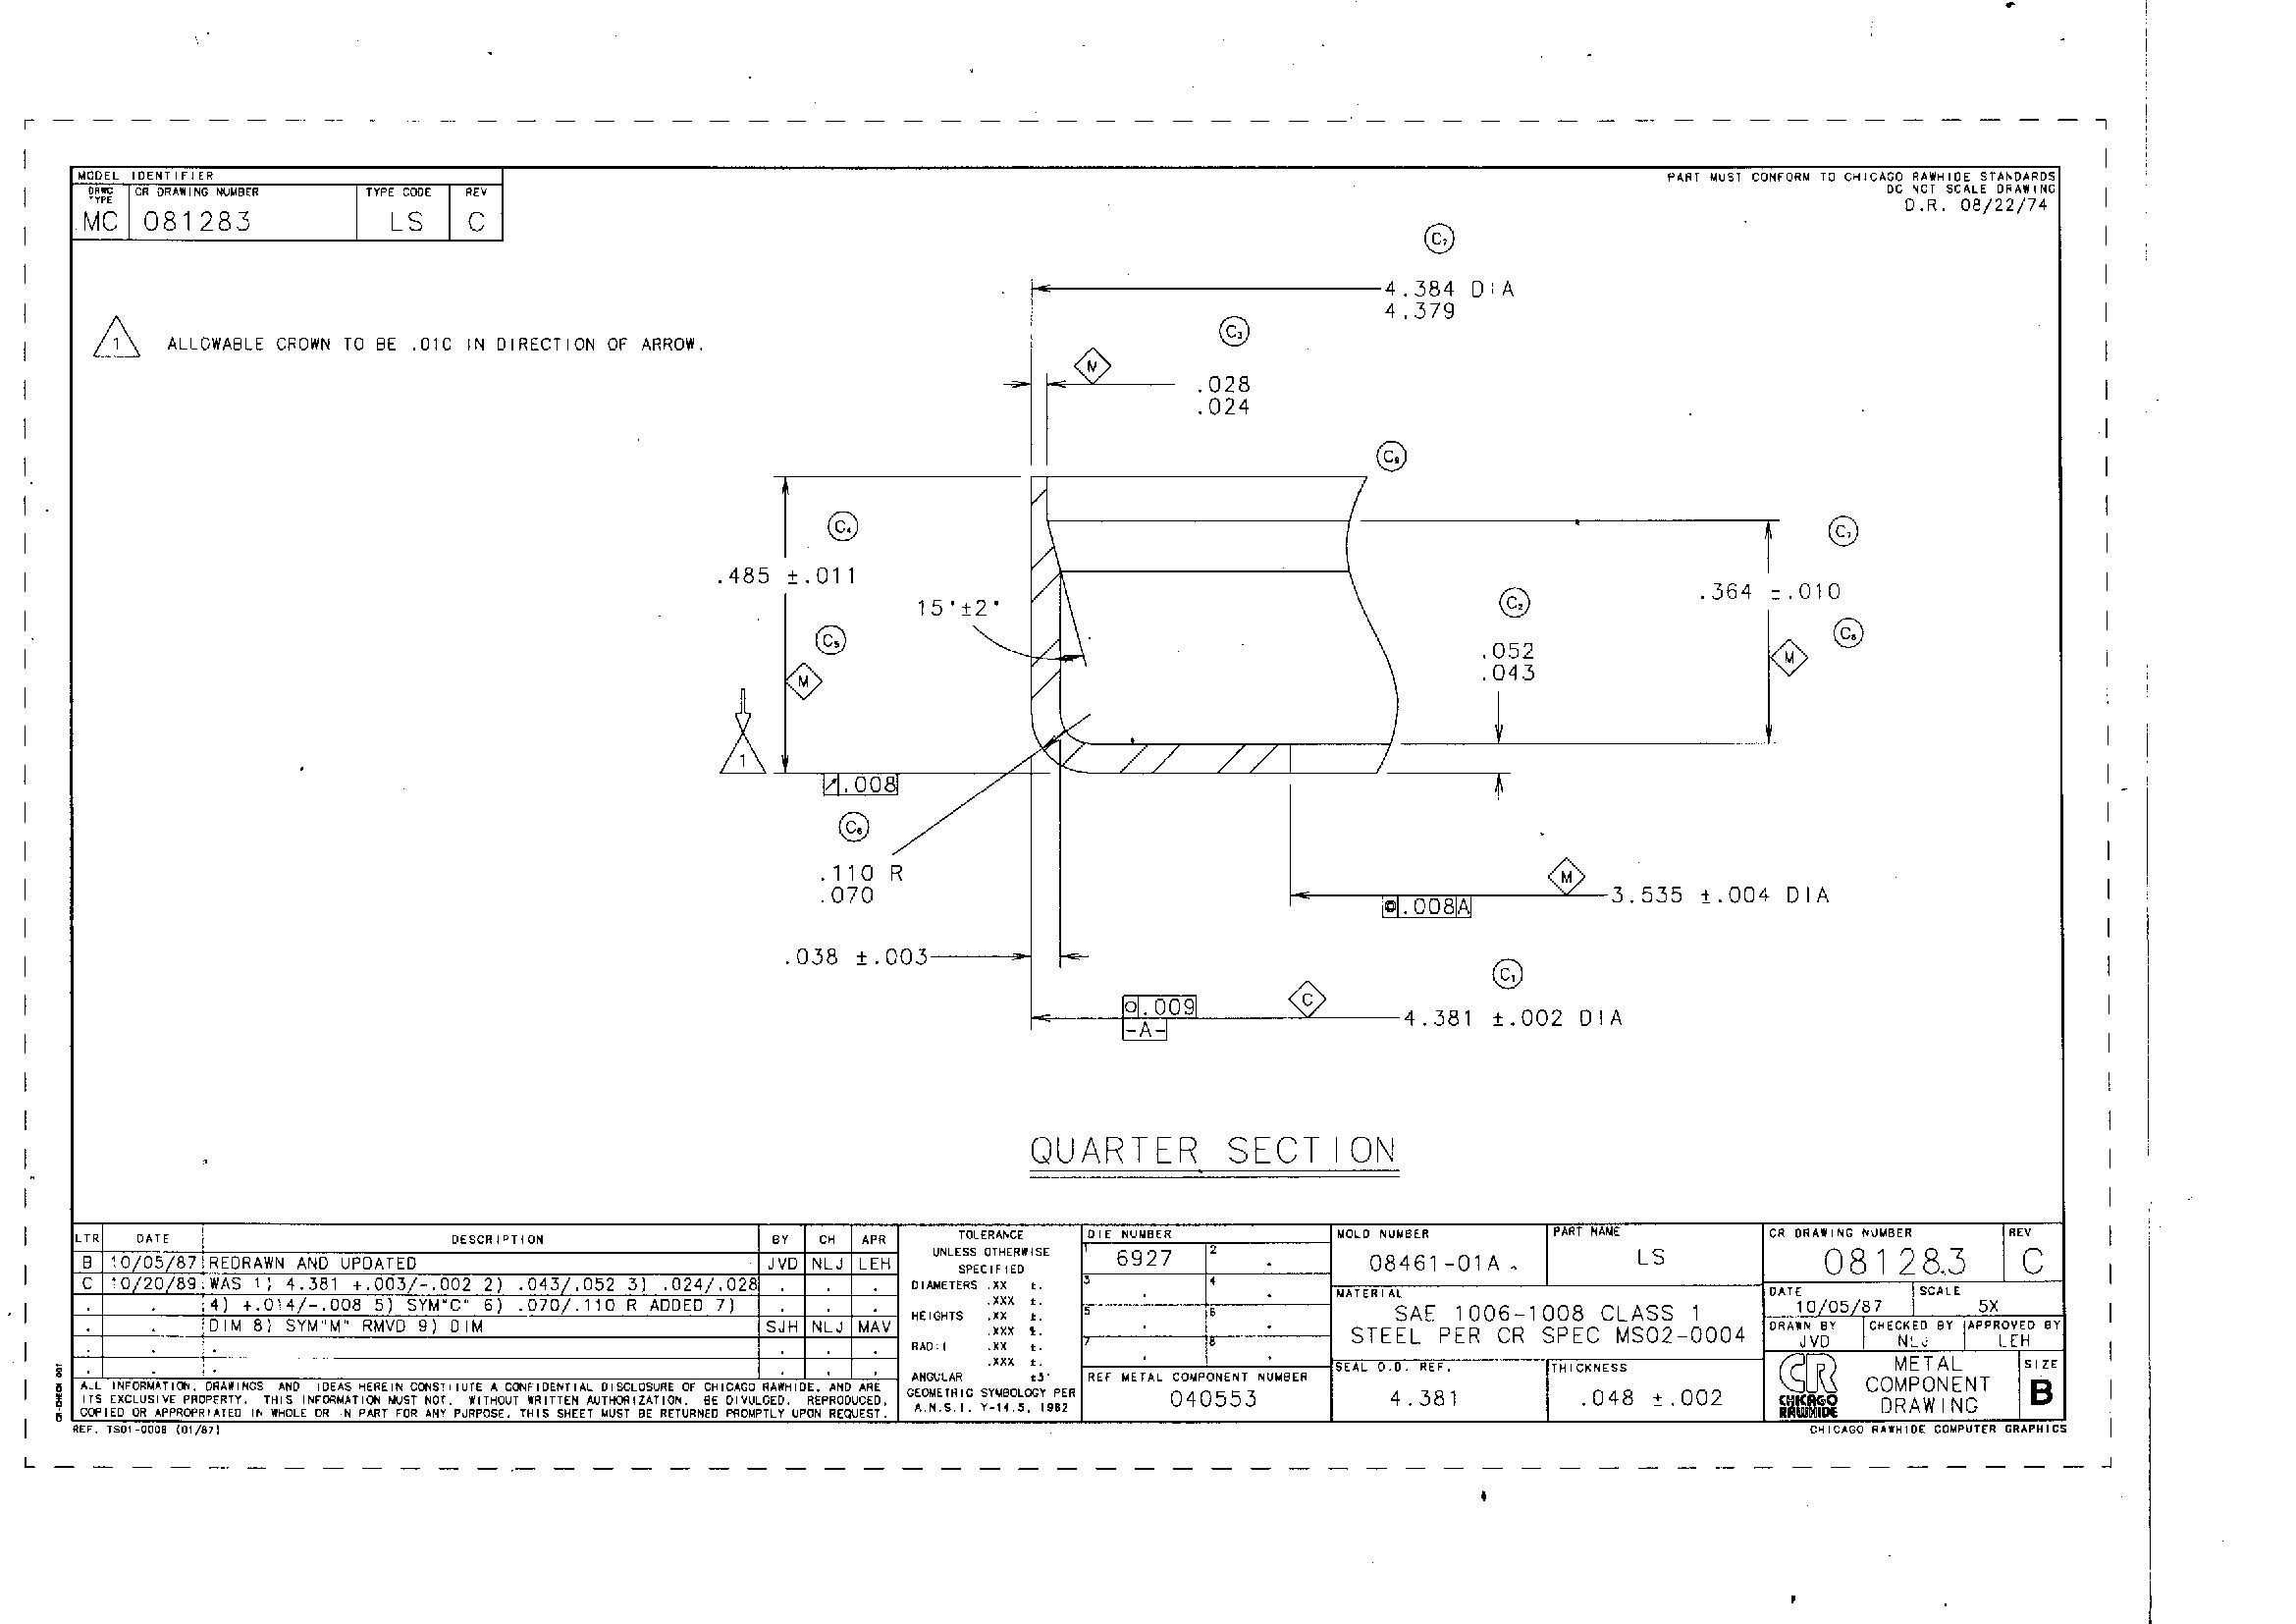 MODEL IDENTIFIER
DRWG TYPE CR DRAWING NUMBER TYPE CODE REV
MC 081283 LS C
PART MUST CONFORM TO CHICAGO RAWHIDE STANDARDS
DO NOT SCALE DRAWING
D.R. 08/22/74
1 ALLOWABLE CROWN TO BE .010 IN DIRECTION OF ARROW.
C7
4.384 DIA
4.379
C3
M
.028
.024
C9
C4
C7
.485 ±.011
.364 ±.010
15°±2°
C2
C5
C8
.052
.043
M
M
1
.008
C6
.110 R
.070
M
3.535 ±.004 DIA
◎ .008 A
.038 ±.003
C1
○ .009
C
4.381 ±.002 DIA
-A-
QUARTER SECTION
LTR DATE DESCRIPTION BY CH APR
B 10/05/87 REDRAWN AND UPDATED JVD NLJ LEH
C 10/20/89 WAS 1) 4.381 +.003/-.002 2) .043/.052 3) .024/.028
4) +.014/-.008 5) SYM"C" 6) .070/.110 R ADDED 7)
DIM 8) SYM"M" RMVD 9) DIM SJH NLJ MAV
ALL INFORMATION, DRAWINGS AND IDEAS HEREIN CONSTITUTE A CONFIDENTIAL DISCLOSURE OF CHICAGO RAWHIDE, AND ARE
ITS EXCLUSIVE PROPERTY. THIS INFORMATION MUST NOT, WITHOUT WRITTEN AUTHORIZATION, BE DIVULGED, REPRODUCED,
COPIED OR APPROPRIATED IN WHOLE OR IN PART FOR ANY PURPOSE. THIS SHEET MUST BE RETURNED PROMPTLY UPON REQUEST.
REF. TS01-0008 (01/87)
TOLERANCE
UNLESS OTHERWISE
SPECIFIED
DIAMETERS .XX ±.
.XXX ±.
HEIGHTS .XX ±.
.XXX ±.
RADII .XX ±.
.XXX ±.
ANGULAR ±3°
GEOMETRIC SYMBOLOGY PER
A.N.S.I. Y-14.5, 1982
DIE NUMBER
1 6927 2
3 4
5 6
7 8
REF METAL COMPONENT NUMBER
040553
MOLD NUMBER
08461-01A
PART NAME
LS
MATERIAL
SAE 1006-1008 CLASS 1
STEEL PER CR SPEC MS02-0004
SEAL O.D. REF.
4.381
THICKNESS
.048 ±.002
CR DRAWING NUMBER REV
081283 C
DATE SCALE
10/05/87 5X
DRAWN BY CHECKED BY APPROVED BY
JVD NLJ LEH
CR
CHICAGO
RAWHIDE
METAL
COMPONENT
DRAWING
SIZE
B
CHICAGO RAWHIDE COMPUTER GRAPHICS